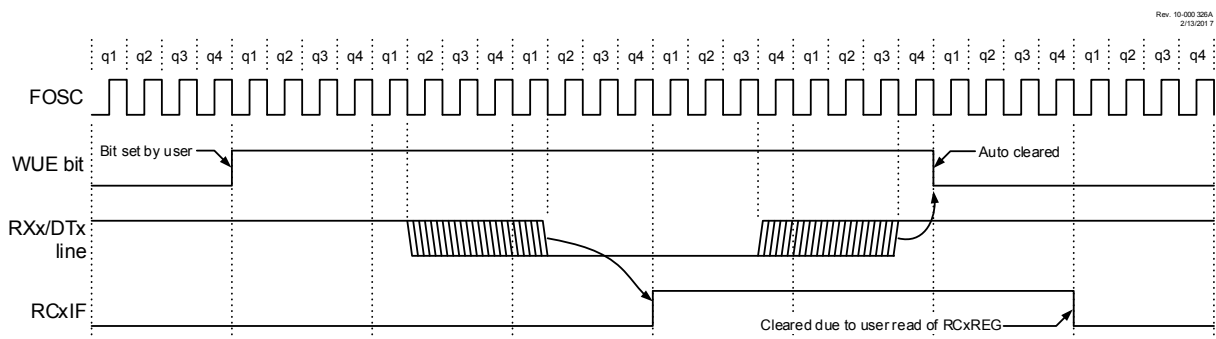 Rev. 10-000 326A
2/13/201 7
q1 q2 q3 q4 q1 q2 q3 q4 q1 q2 q3 q4 q1 q2 q3 q4 q1 q2 q3 q4 q1 q2 q3 q4 q1 q2 q3 q4 q1 q2 q3 q4
FOSC
WUE bit
Bit set by user
Auto cleared
RXx/DTx
line
RCxIF
Cleared due to user read of RCxREG